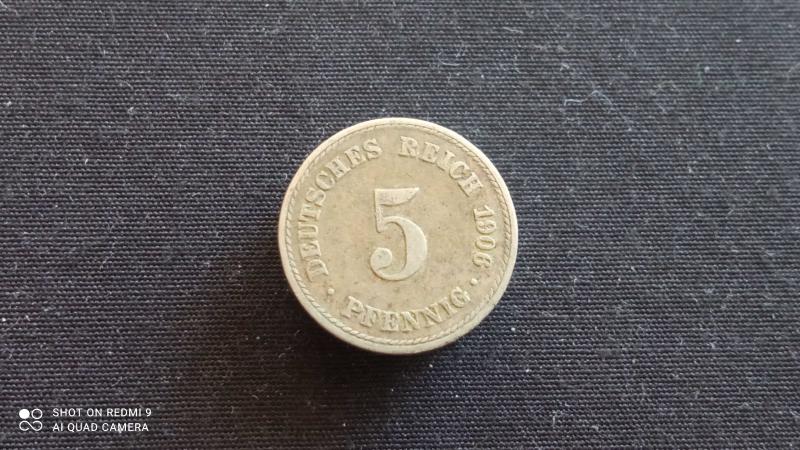 DEUTSCHES REICH 1906 ·
5
· PFENNIG ·
SHOT ON REDMI 9
AI QUAD CAMERA